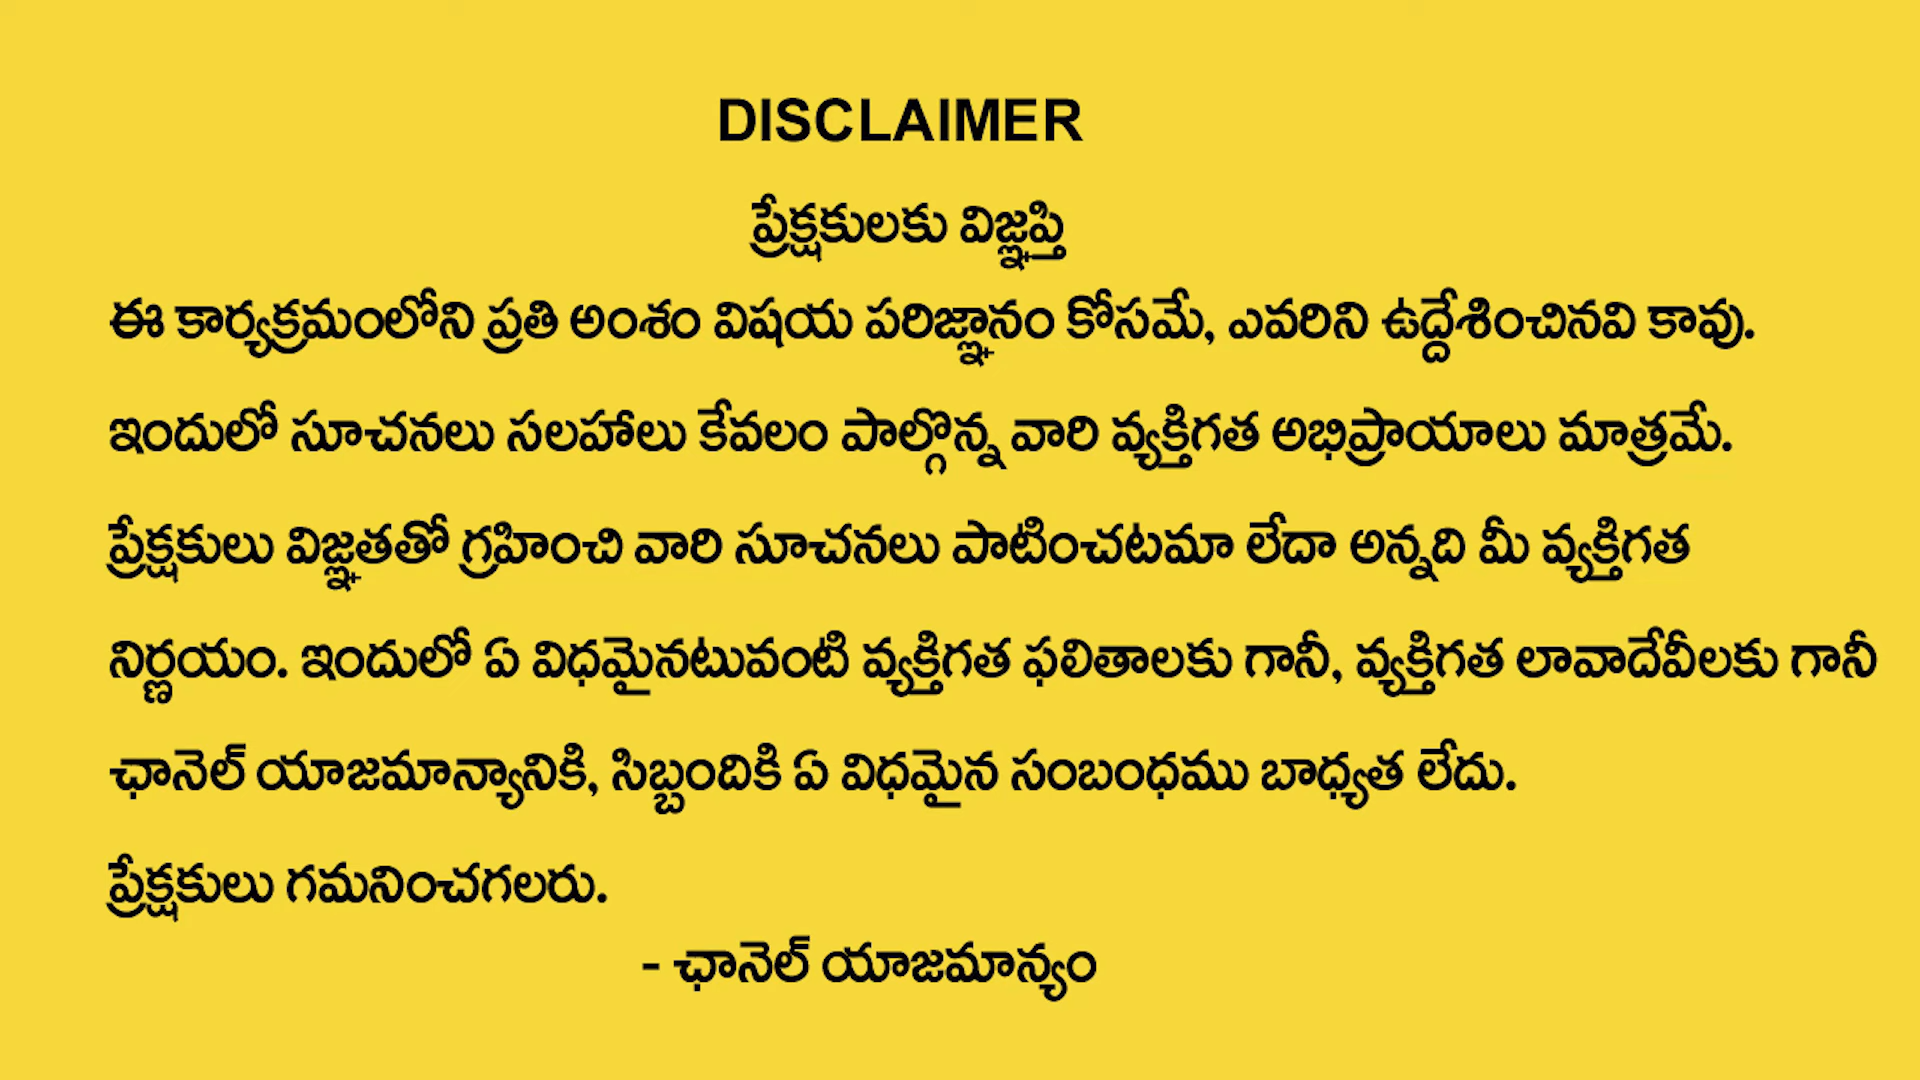 DISCLAIMER
ప్రేక్షకులకు విజ్ఞప్తి
ఈ కార్యక్రమంలోని ప్రతి అంశం విషయ పరిజ్ఞానం కోసమే, ఎవరిని ఉద్దేశించినవి కావు.
ఇందులో సూచనలు సలహాలు కేవలం పాల్గొన్న వారి వ్యక్తిగత అభిప్రాయాలు మాత్రమే.
ప్రేక్షకులు విజ్ఞతతో గ్రహించి వారి సూచనలు పాటించటమా లేదా అన్నది మీ వ్యక్తిగత
నిర్ణయం. ఇందులో ఏ విధమైనటువంటి వ్యక్తిగత ఫలితాలకు గానీ, వ్యక్తిగత లావాదేవీలకు గానీ
ఛానెల్ యాజమాన్యానికి, సిబ్బందికి ఏ విధమైన సంబంధము బాధ్యత లేదు.
ప్రేక్షకులు గమనించగలరు.
- ఛానెల్ యాజమాన్యం